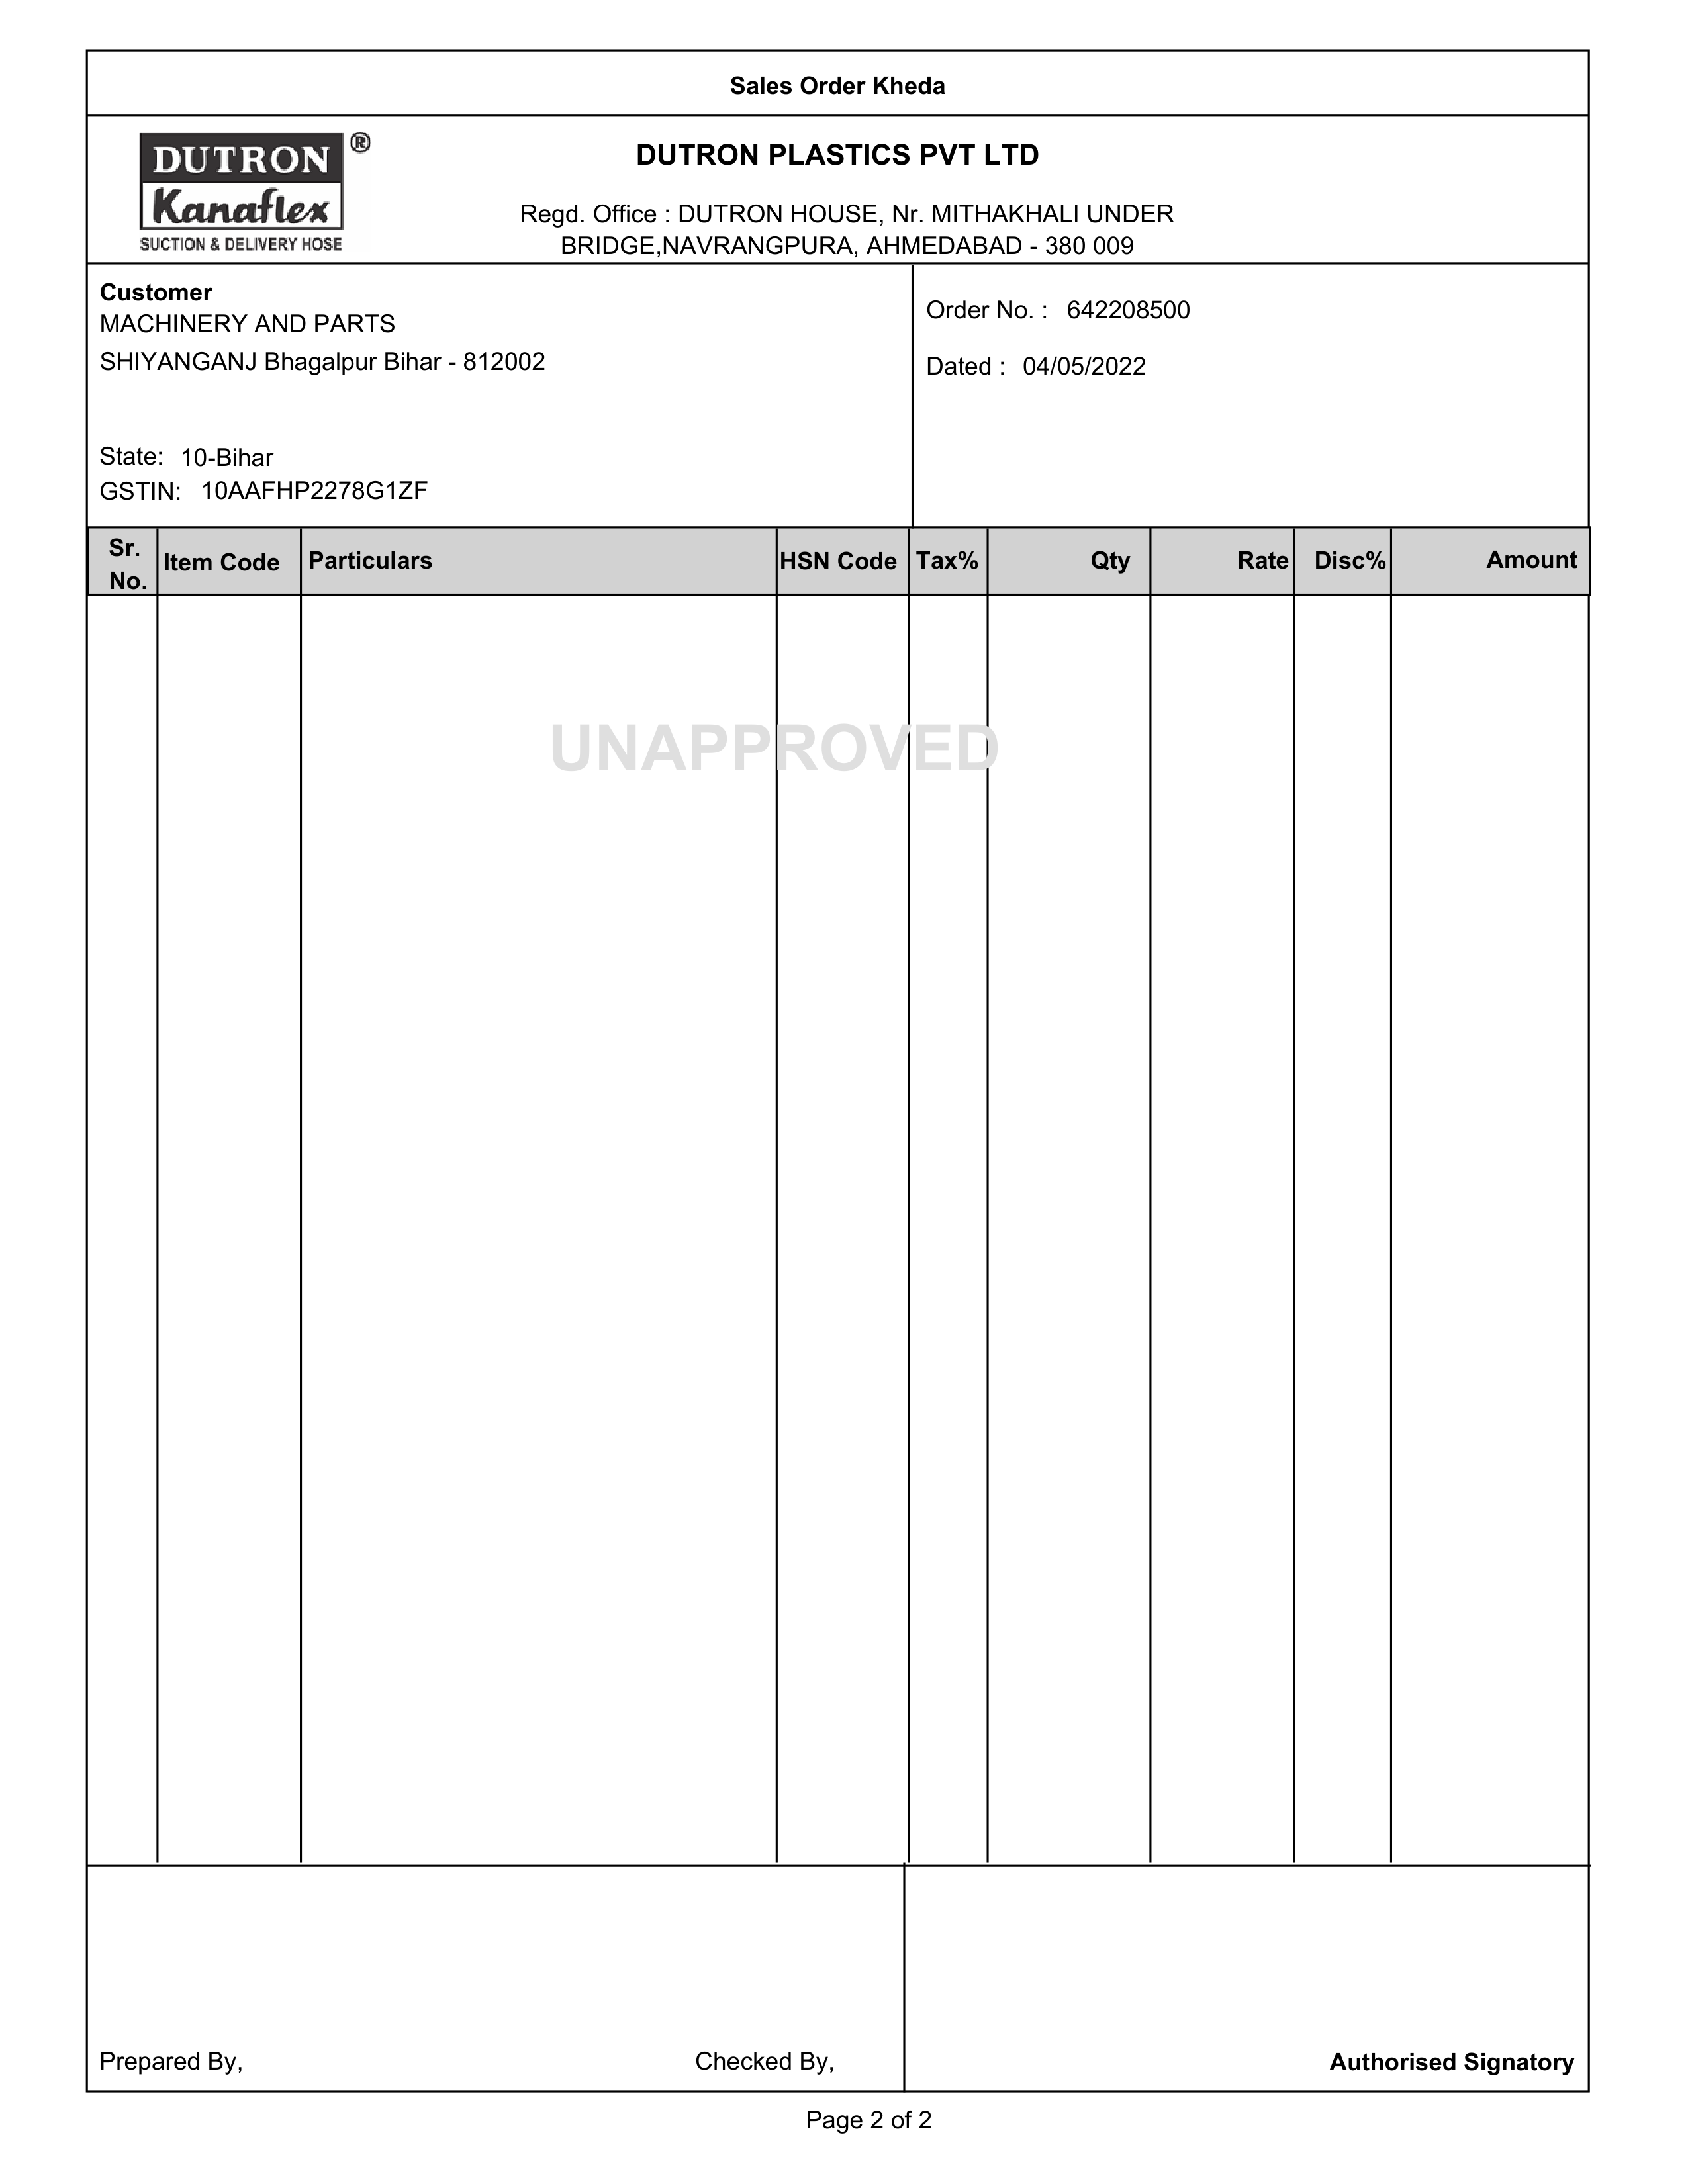 Sales Order Kheda
DUTRON ®
Kanaflex
SUCTION & DELIVERY HOSE
DUTRON PLASTICS PVT LTD
Regd. Office : DUTRON HOUSE, Nr. MITHAKHALI UNDER
BRIDGE,NAVRANGPURA, AHMEDABAD - 380 009
Customer
MACHINERY AND PARTS
SHIYANGANJ Bhagalpur Bihar - 812002
State: 10-Bihar
GSTIN: 10AAFHP2278G1ZF
Order No. : 642208500
Dated : 04/05/2022
Sr. No. Item Code Particulars HSN Code Tax% Qty Rate Disc% Amount
UNAPPROVED
Prepared By, Checked By, Authorised Signatory
Page 2 of 2